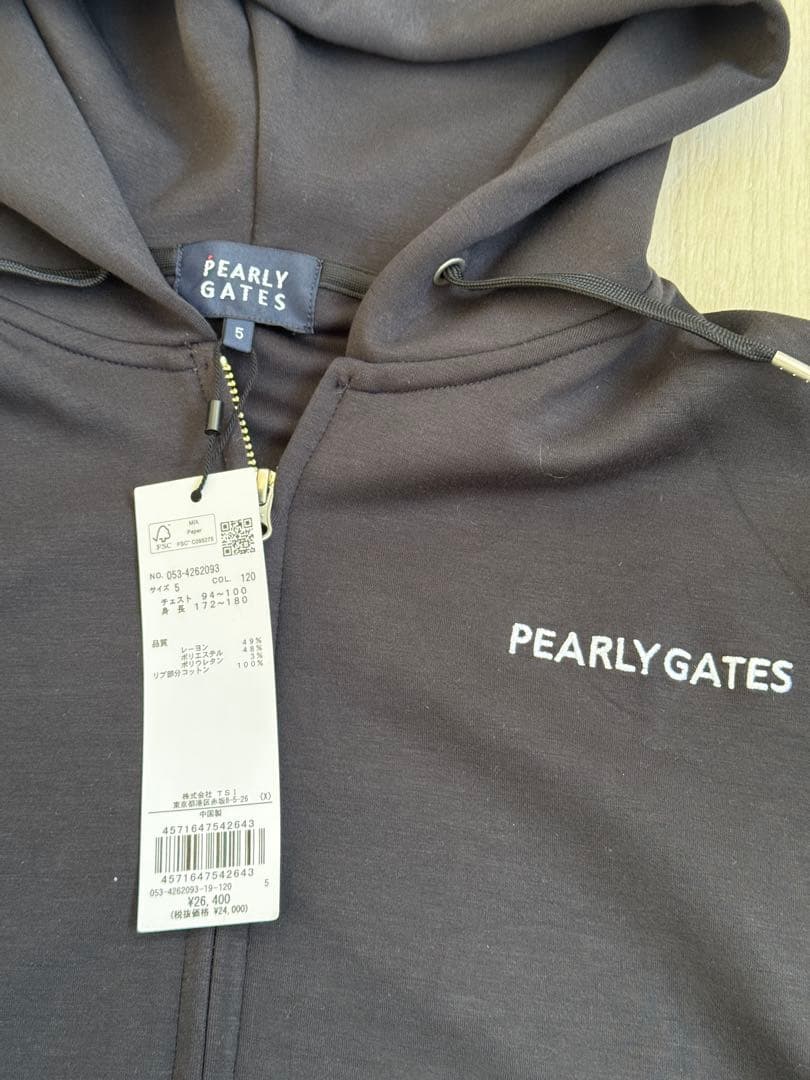 PEARLY
GATES
5
MIX
Paper
FSC
FSC® C095275
NO. 053-4262093
サイズ 5 COL. 120
チェスト 94～100
身長 172～180
品質
レーヨン 49%
ポリエステル 48%
ポリウレタン 3%
リブ部分コットン 100%
PEARLY GATES
株式会社 TSI
東京都港区赤坂8-5-26 (X)
中国製
4571647542643
4571647542643
053-4262093-19-120 5
¥26,400
(税抜価格 ¥24,000)